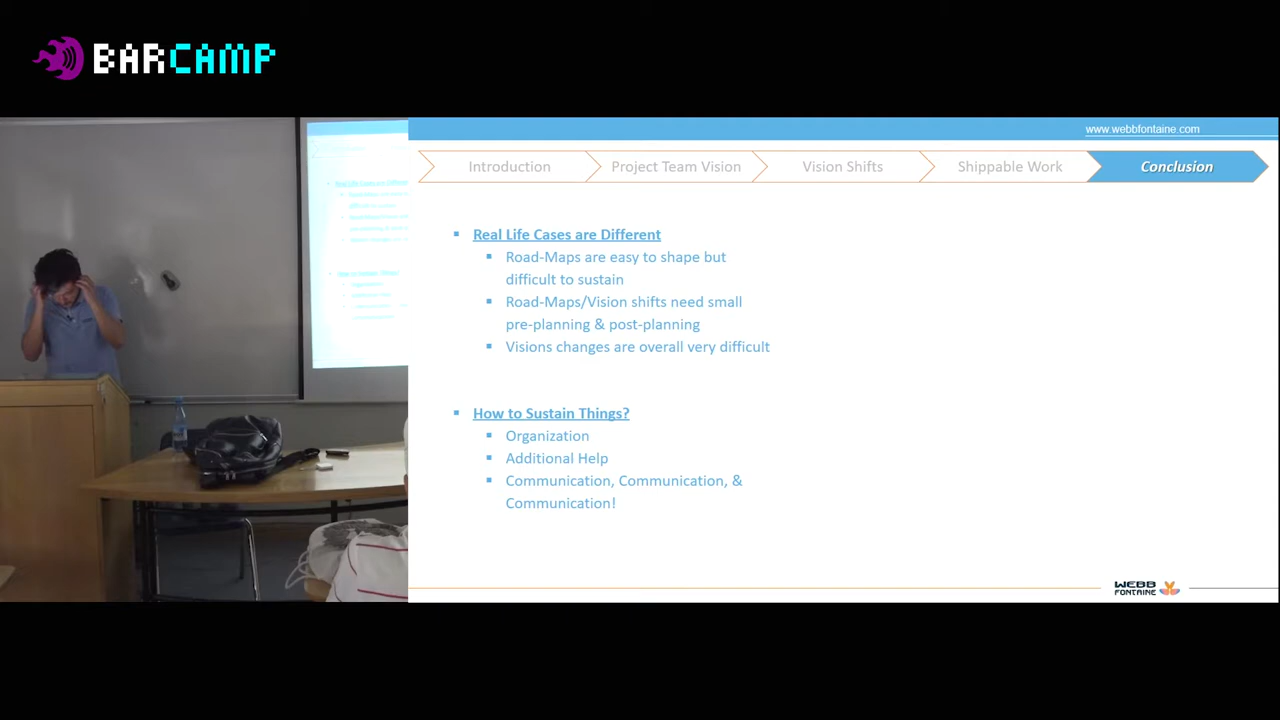 BARCAMP
www.webbfontaine.com
Introduction
Project Team Vision
Vision Shifts
Shippable Work
Conclusion
Real Life Cases are Different
Road-Maps are easy to shape but
difficult to sustain
Road-Maps/Vision shifts need small
pre-planning & post-planning
Visions changes are overall very difficult
How to Sustain Things?
Organization
Additional Help
Communication, Communication, &
Communication!
WEBB
FONTAINE